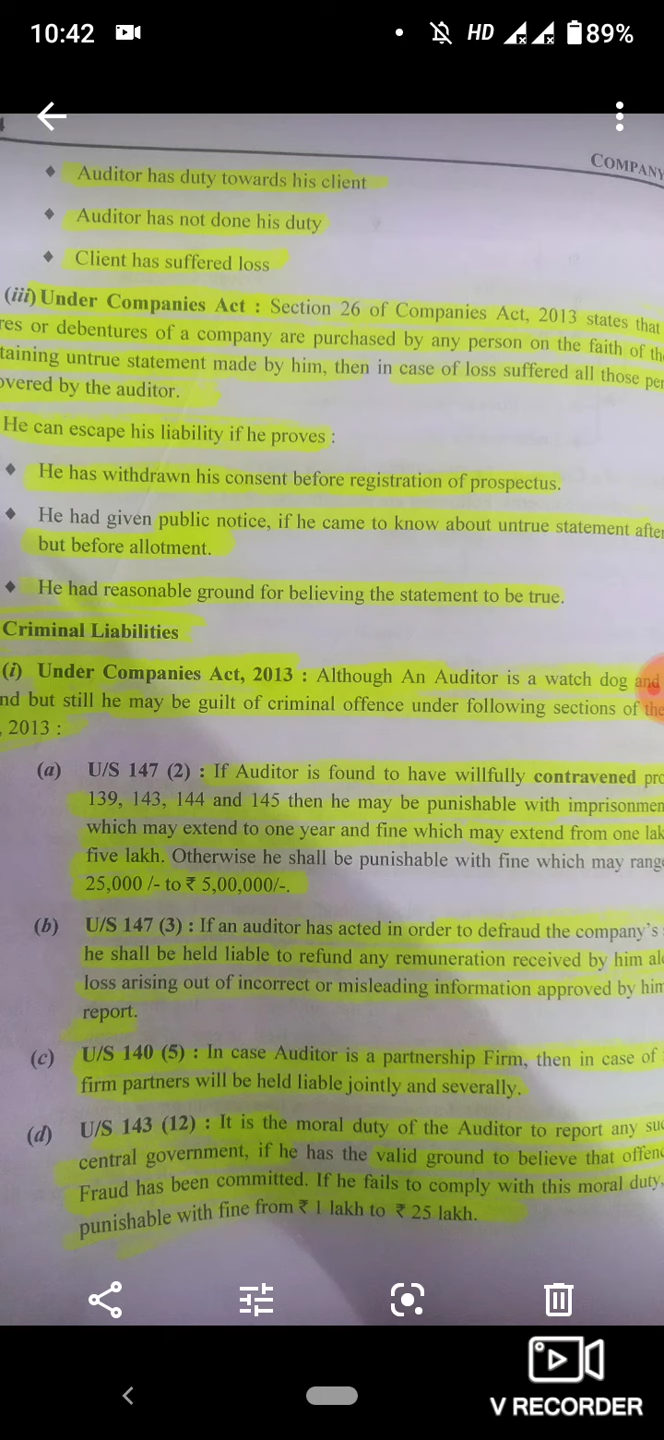 10:42 HD 89%
COMPANY
♦ Auditor has duty towards his client
♦ Auditor has not done his duty
♦ Client has suffered loss
(iii) Under Companies Act : Section 26 of Companies Act, 2013 states that
res or debentures of a company are purchased by any person on the faith of the
taining untrue statement made by him, then in case of loss suffered all those per
overed by the auditor.
He can escape his liability if he proves :
♦ He has withdrawn his consent before registration of prospectus.
♦ He had given public notice, if he came to know about untrue statement after
but before allotment.
♦ He had reasonable ground for believing the statement to be true.
Criminal Liabilities
(i) Under Companies Act, 2013 : Although An Auditor is a watch dog and
nd but still he may be guilt of criminal offence under following sections of the
, 2013 :
(a) U/S 147 (2) : If Auditor is found to have willfully contravened pro
139, 143, 144 and 145 then he may be punishable with imprisonmen
which may extend to one year and fine which may extend from one lak
five lakh. Otherwise he shall be punishable with fine which may range
25,000 /- to ₹ 5,00,000/-.
(b) U/S 147 (3) : If an auditor has acted in order to defraud the company's
he shall be held liable to refund any remuneration received by him alo
loss arising out of incorrect or misleading information approved by him
report.
(c) U/S 140 (5) : In case Auditor is a partnership Firm, then in case of
firm partners will be held liable jointly and severally.
(d) U/S 143 (12) : It is the moral duty of the Auditor to report any suc
central government, if he has the valid ground to believe that offenc
Fraud has been committed. If he fails to comply with this moral duty,
punishable with fine from ₹ 1 lakh to ₹ 25 lakh.
V RECORDER